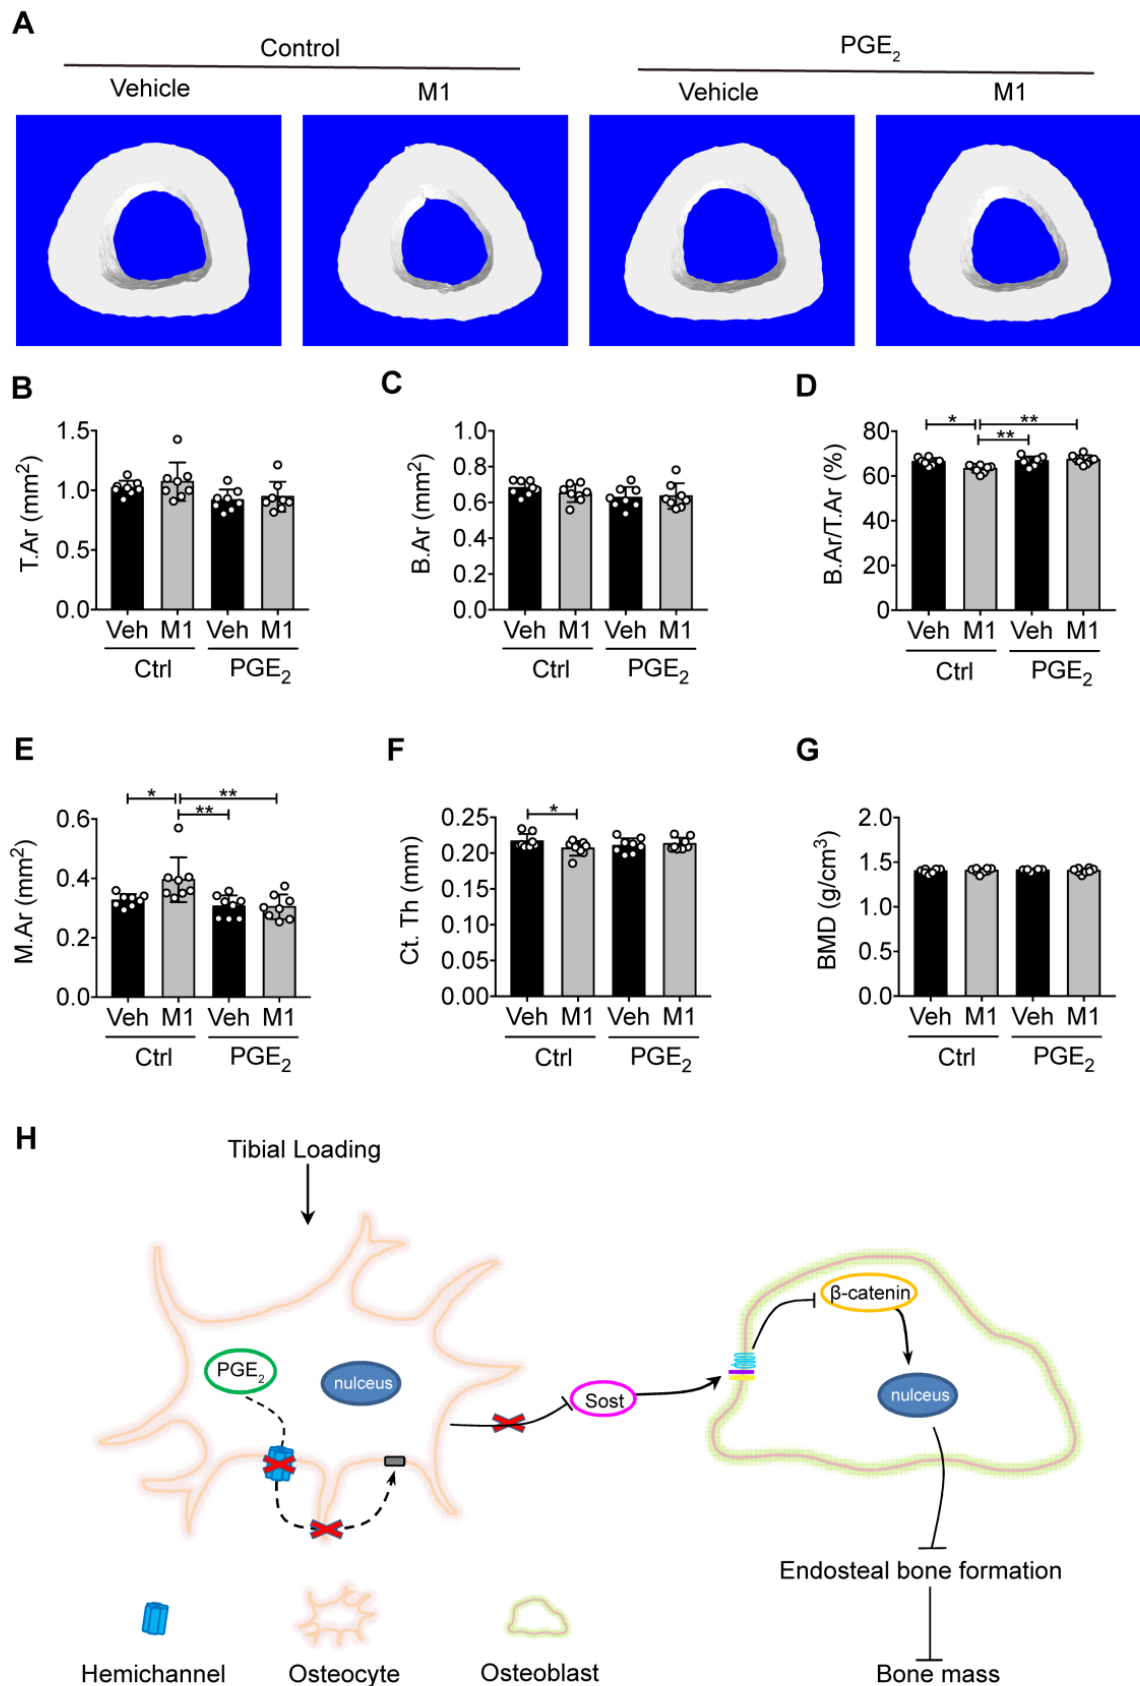 A
Control
PGE2
Vehicle
M1
Vehicle
M1
B
C
D
T.Ar (mm2)
1.5
1.0
0.5
0.0
Veh M1 Veh M1
Ctrl PGE2
B.Ar (mm2)
1.0
0.8
0.6
0.4
0.2
0.0
Veh M1 Veh M1
Ctrl PGE2
B.Ar/T.Ar (%)
80
60
40
20
0
* **
**
Veh M1 Veh M1
Ctrl PGE2
E
F
G
M.Ar (mm2)
0.6
0.4
0.2
0.0
* **
**
Veh M1 Veh M1
Ctrl PGE2
Ct. Th (mm)
0.25
0.20
0.15
0.10
0.05
0.00
*
Veh M1 Veh M1
Ctrl PGE2
BMD (g/cm3)
2.0
1.5
1.0
0.5
0.0
Veh M1 Veh M1
Ctrl PGE2
H
Tibial Loading
PGE2
nulceus
Sost
β-catenin
nulceus
Endosteal bone formation
Bone mass
Hemichannel
Osteocyte
Osteoblast